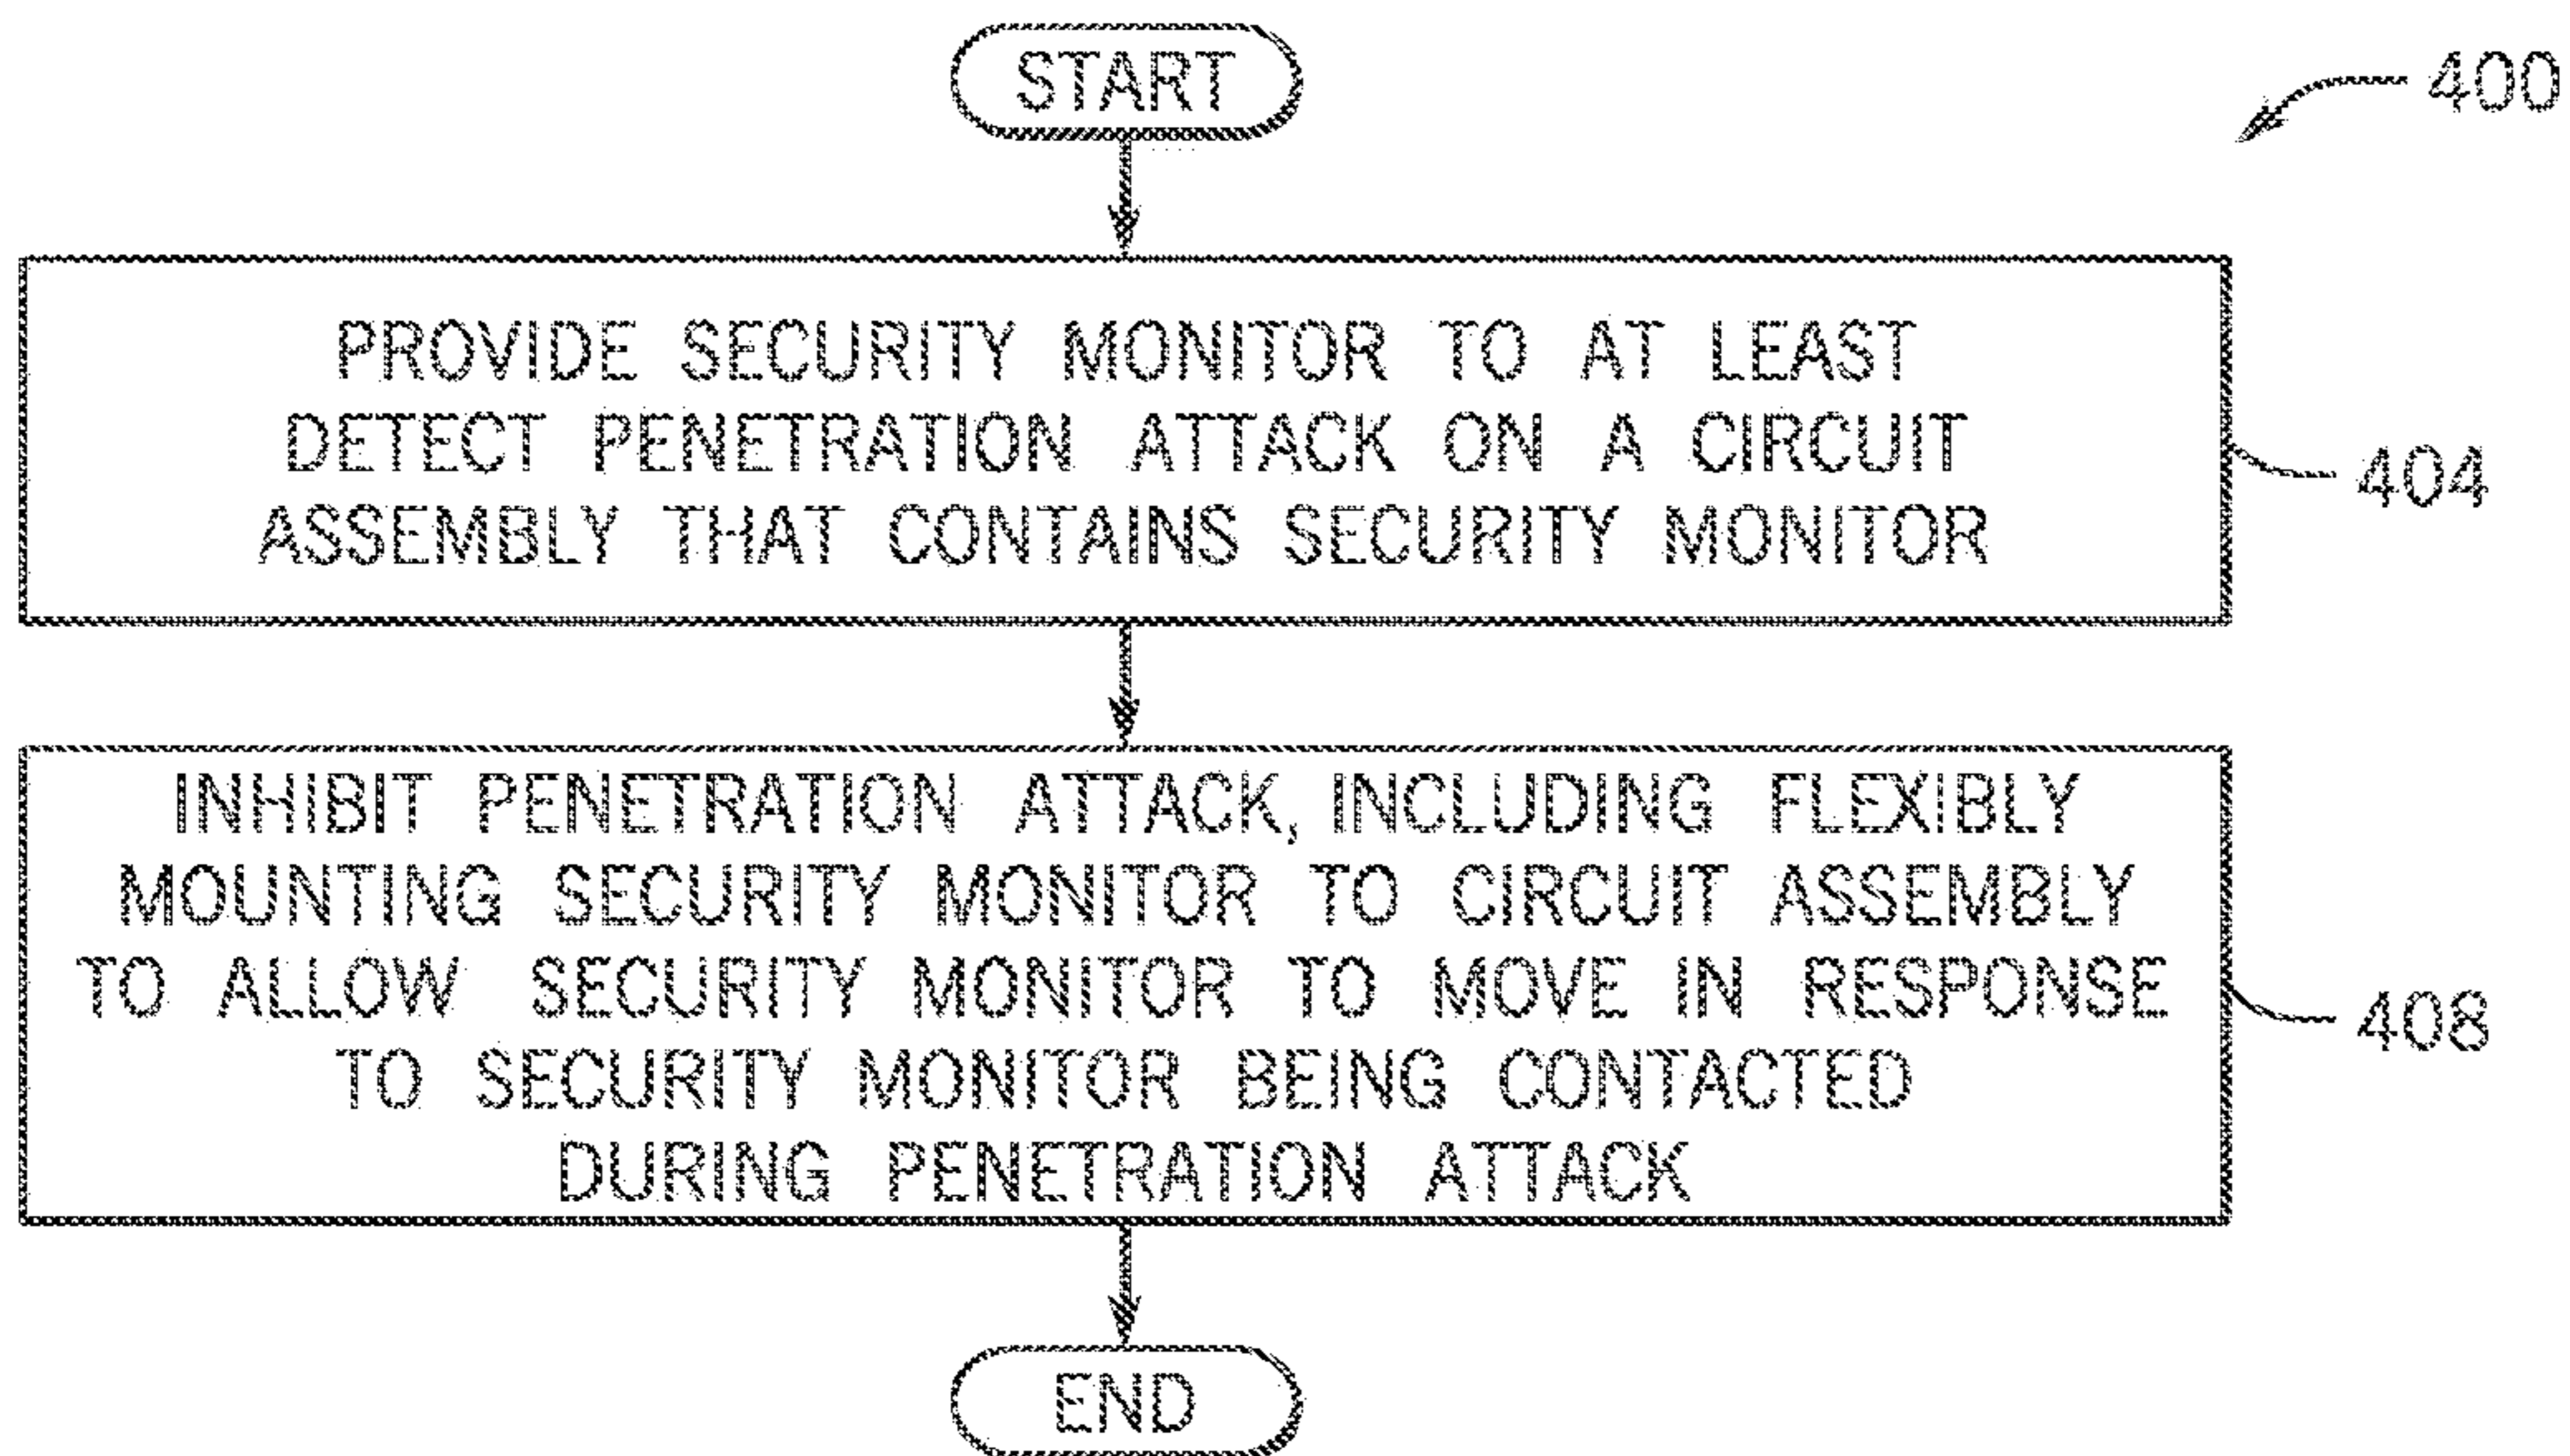 START
400
PROVIDE SECURITY MONITOR TO AT LEAST
DETECT PENETRATION ATTACK ON A CIRCUIT
ASSEMBLY THAT CONTAINS SECURITY MONITOR
404
INHIBIT PENETRATION ATTACK, INCLUDING FLEXIBLY
MOUNTING SECURITY MONITOR TO CIRCUIT ASSEMBLY
TO ALLOW SECURITY MONITOR TO MOVE IN RESPONSE
TO SECURITY MONITOR BEING CONTACTED
DURING PENETRATION ATTACK
408
END